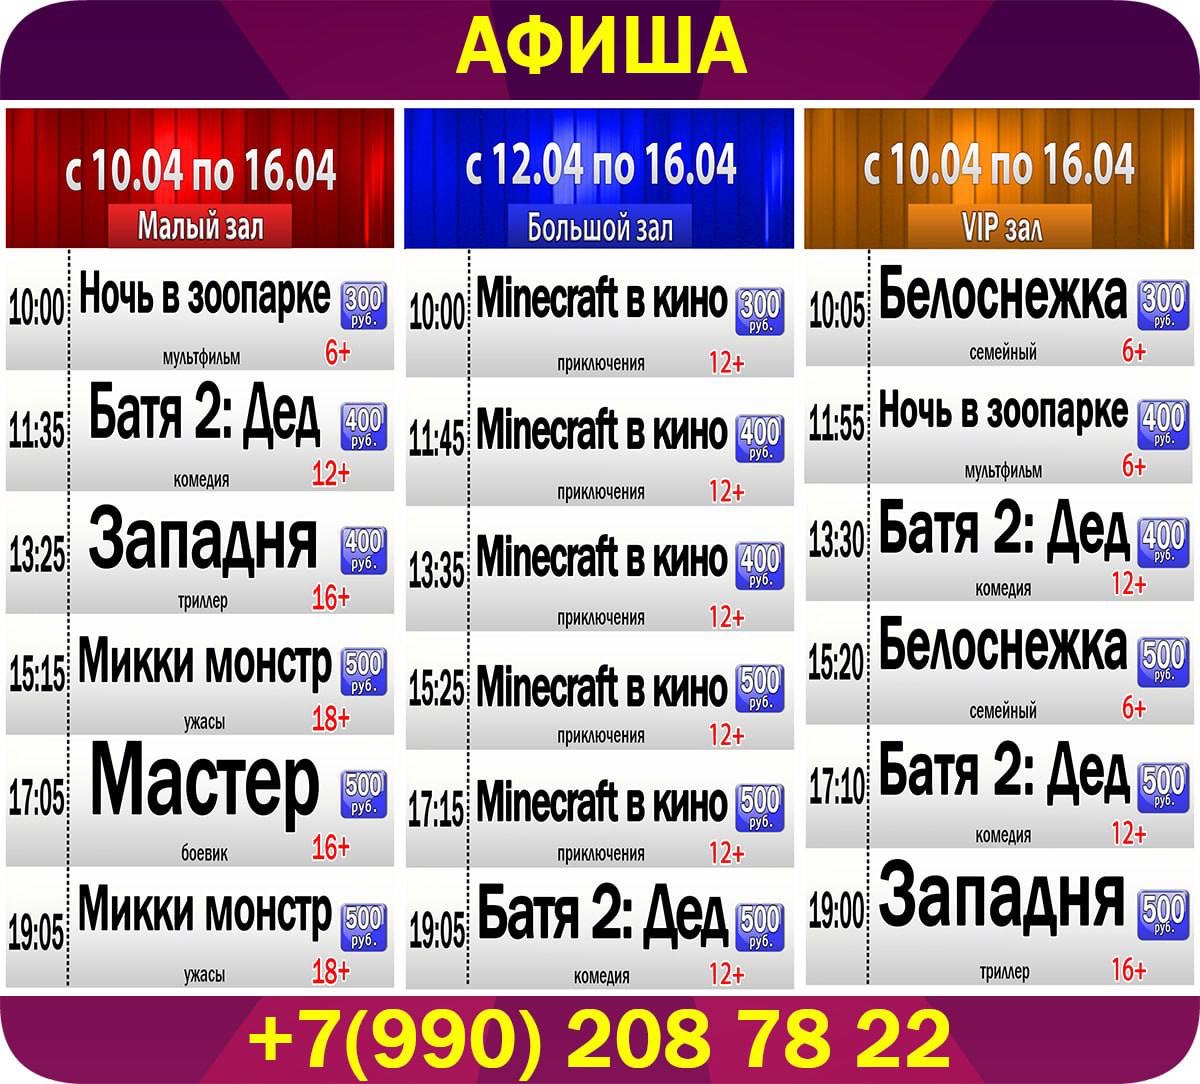 АФИША
с 10.04 по 16.04
Малый зал
10:00
Ночь в зоопарке
300
руб.
мультфильм
6+
11:35
Батя 2: Дед
400
руб.
комедия
12+
13:25
Западня
400
руб.
триллер
16+
15:15
Микки монстр
500
руб.
ужасы
18+
17:05
Мастер
500
руб.
боевик
16+
19:05
Микки монстр
500
руб.
ужасы
18+
с 12.04 по 16.04
Большой зал
10:00
Minecraft в кино
300
руб.
приключения
12+
11:45
Minecraft в кино
400
руб.
приключения
12+
13:35
Minecraft в кино
400
руб.
приключения
12+
15:25
Minecraft в кино
500
руб.
приключения
12+
17:15
Minecraft в кино
500
руб.
приключения
12+
19:05
Батя 2: Дед
500
руб.
комедия
12+
с 10.04 по 16.04
VIP зал
10:05
Белоснежка
300
руб.
семейный
6+
11:55
Ночь в зоопарке
400
руб.
мультфильм
6+
13:30
Батя 2: Дед
400
руб.
комедия
12+
15:20
Белоснежка
500
руб.
семейный
6+
17:10
Батя 2: Дед
500
руб.
комедия
12+
19:00
Западня
500
руб.
триллер
16+
+7(990) 208 78 22